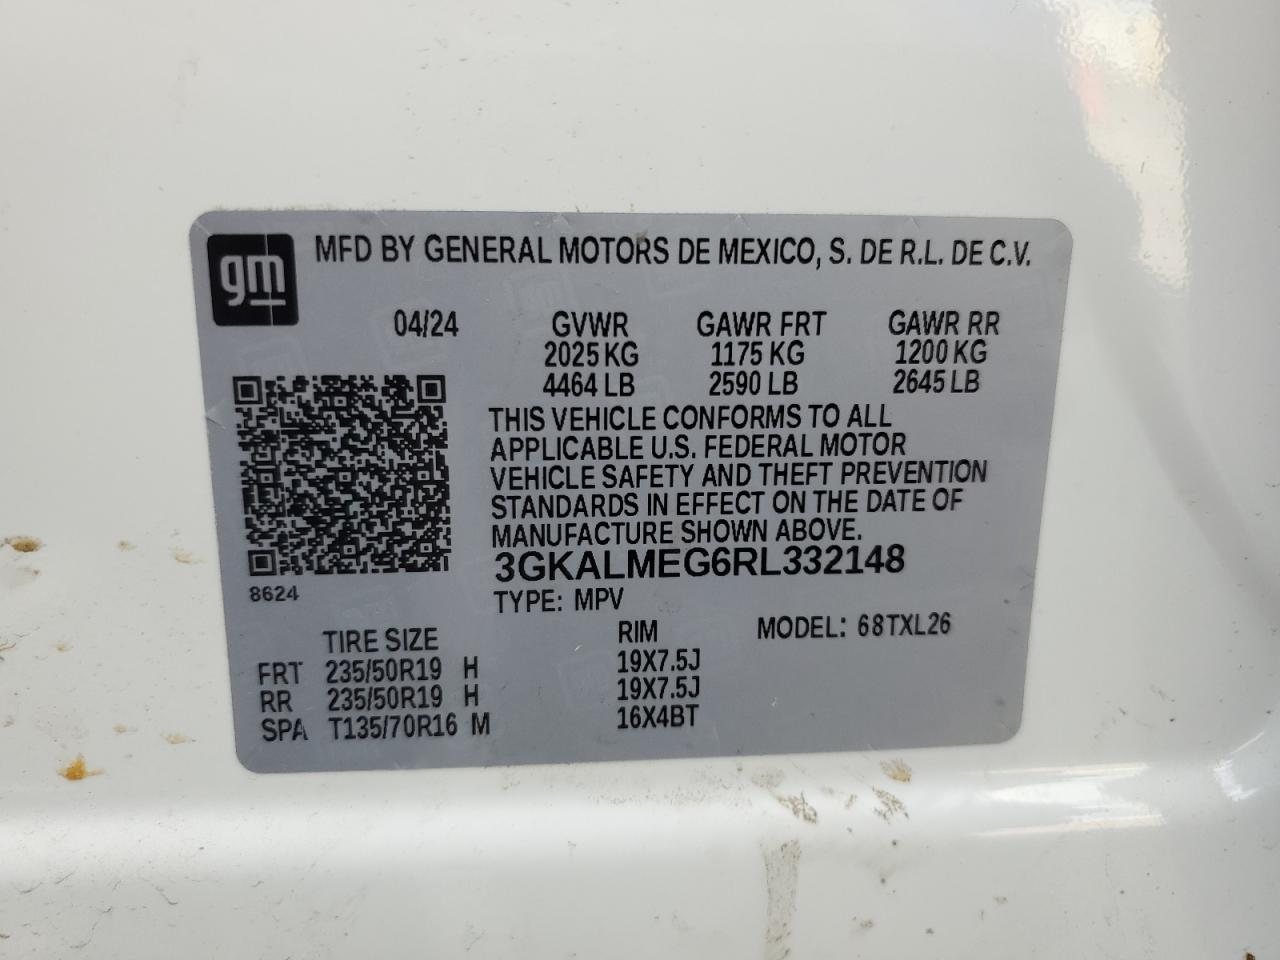 gm
MFD BY GENERAL MOTORS DE MEXICO, S. DE R.L. DE C.V.
04/24 GVWR GAWR FRT GAWR RR
2025 KG 1175 KG 1200 KG
4464 LB 2590 LB 2645 LB
THIS VEHICLE CONFORMS TO ALL
APPLICABLE U.S. FEDERAL MOTOR
VEHICLE SAFETY AND THEFT PREVENTION
STANDARDS IN EFFECT ON THE DATE OF
MANUFACTURE SHOWN ABOVE.
3GKALMEG6RL332148
8624
TYPE: MPV
TIRE SIZE RIM MODEL: 68TXL26
FRT 235/50R19 H 19X7.5J
RR 235/50R19 H 19X7.5J
SPA T135/70R16 M 16X4BT